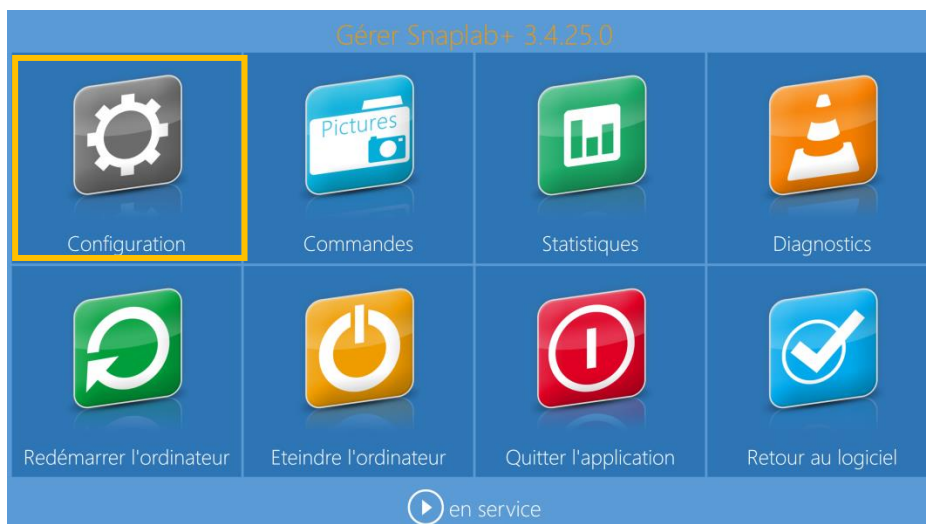 Gérer Snaplab+ 3.4.25.0
Pictures
Configuration
Commandes
Statistiques
Diagnostics
Redémarrer l'ordinateur
Eteindre l'ordinateur
Quitter l'application
Retour au logiciel
en service